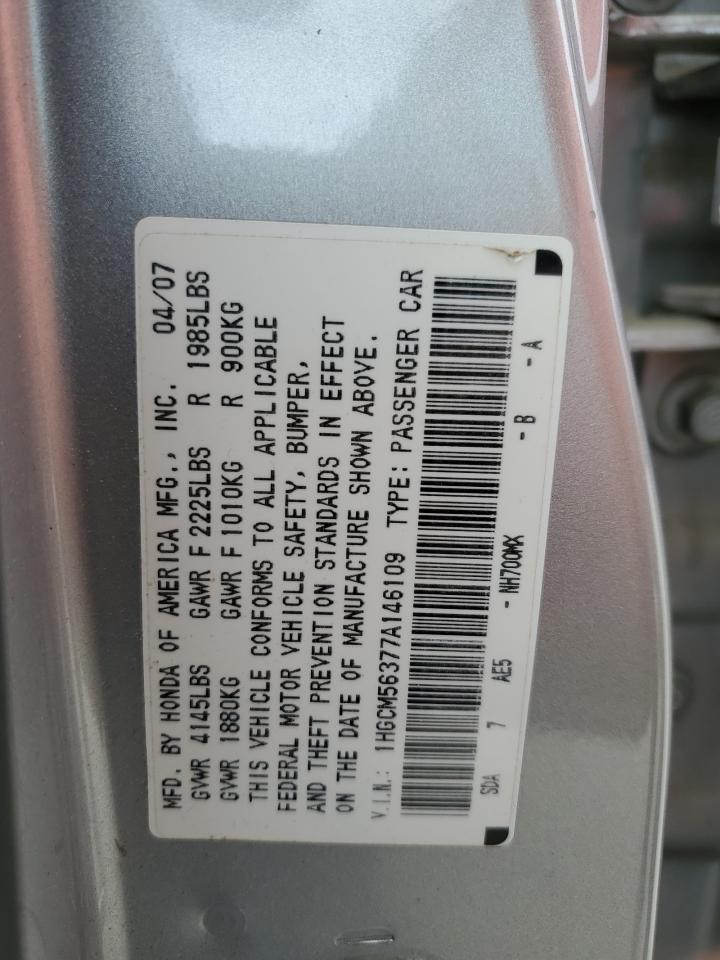 MFD. BY HONDA OF AMERICA MFG., INC. 04/07
GVWR 4145LBS GAWR F 2225LBS R 1985LBS
GVWR 1880KG GAWR F 1010KG R 900KG
THIS VEHICLE CONFORMS TO ALL APPLICABLE
FEDERAL MOTOR VEHICLE SAFETY, BUMPER,
AND THEFT PREVENTION STANDARDS IN EFFECT
ON THE DATE OF MANUFACTURE SHOWN ABOVE.
V.I.N.: 1HGCM56377A146109 TYPE: PASSENGER CAR
SDA 7 AE5 - NH700MX - B - A